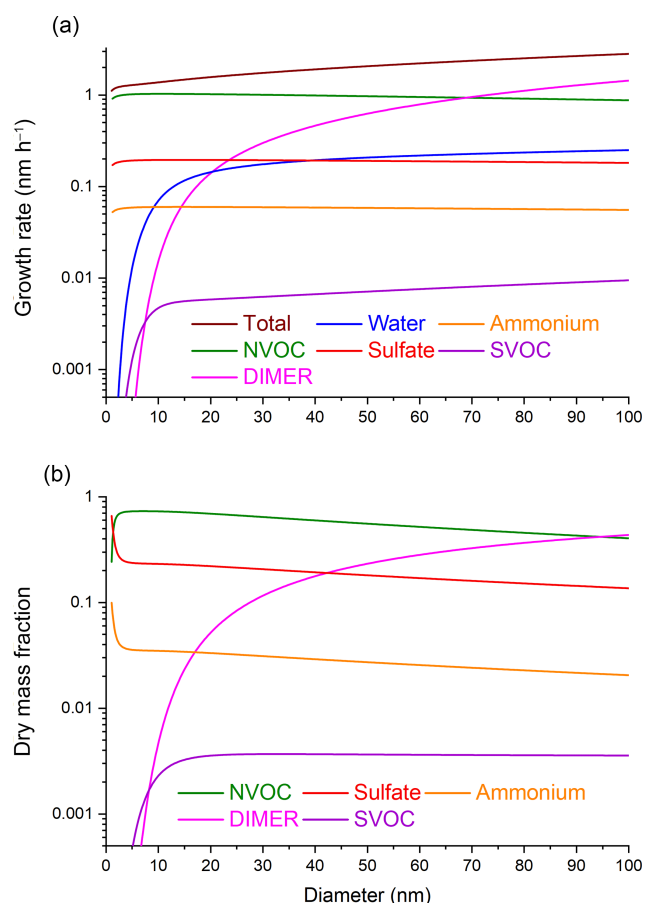 (a)
Growth rate (nm h⁻¹)
1
0.1
0.01
0.001
Total Water Ammonium
NVOC Sulfate SVOC
DIMER
0 10 20 30 40 50 60 70 80 90 100
(b)
Dry mass fraction
1
0.1
0.01
0.001
NVOC Sulfate Ammonium
DIMER SVOC
0 10 20 30 40 50 60 70 80 90 100
Diameter (nm)